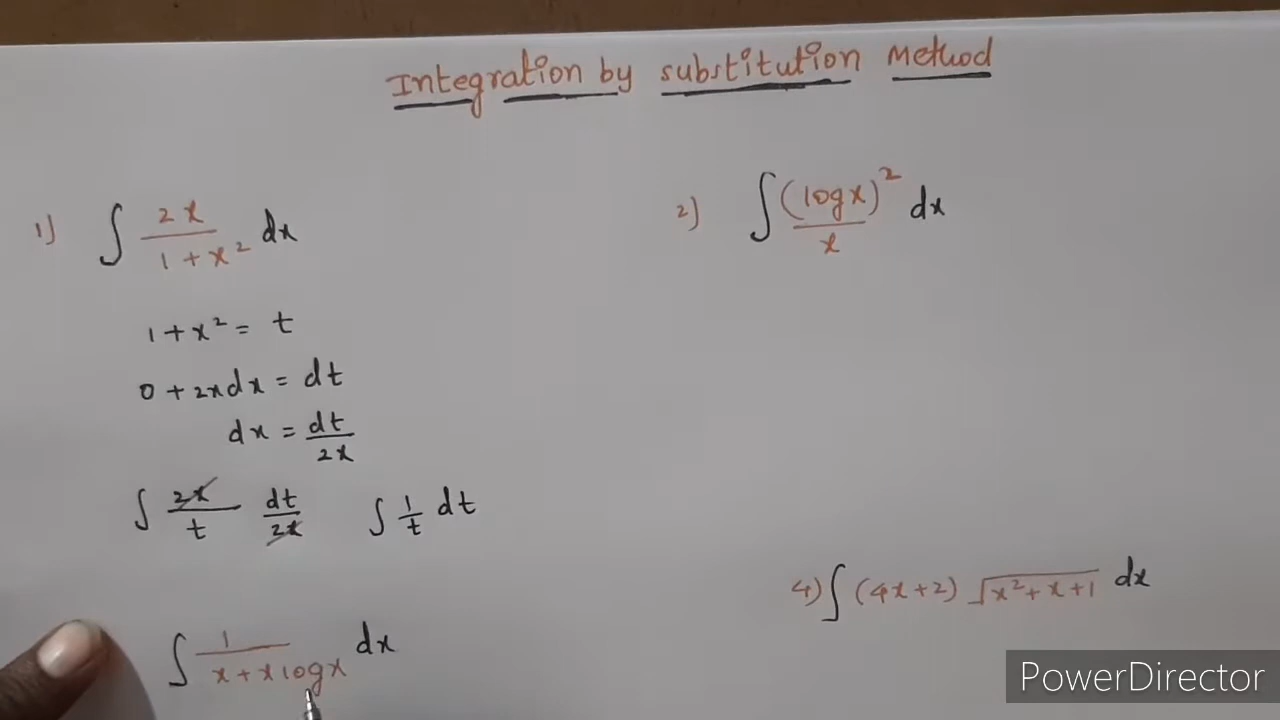 Integration by substitution Method
1) ∫ 2x / 1 + x² dx
2) ∫ (log x)² / x dx
1 + x² = t
0 + 2x dx = dt
dx = dt / 2x
∫ 2x / t dt / 2x ∫ 1 / t dt
4) ∫ (4x+2) √x² + x + 1 dx
∫ 1 / x + x log x dx
PowerDirector